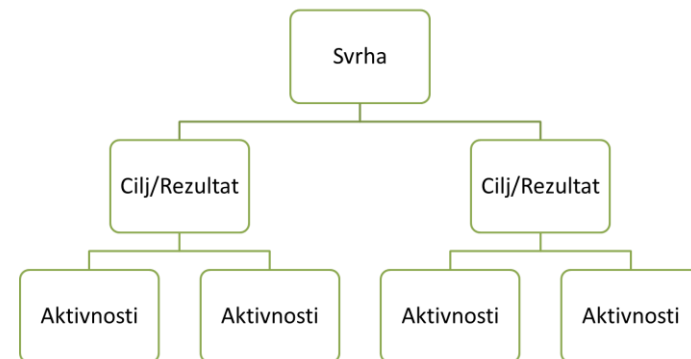 Svrha
Cilj/Rezultat
Cilj/Rezultat
Aktivnosti
Aktivnosti
Aktivnosti
Aktivnosti